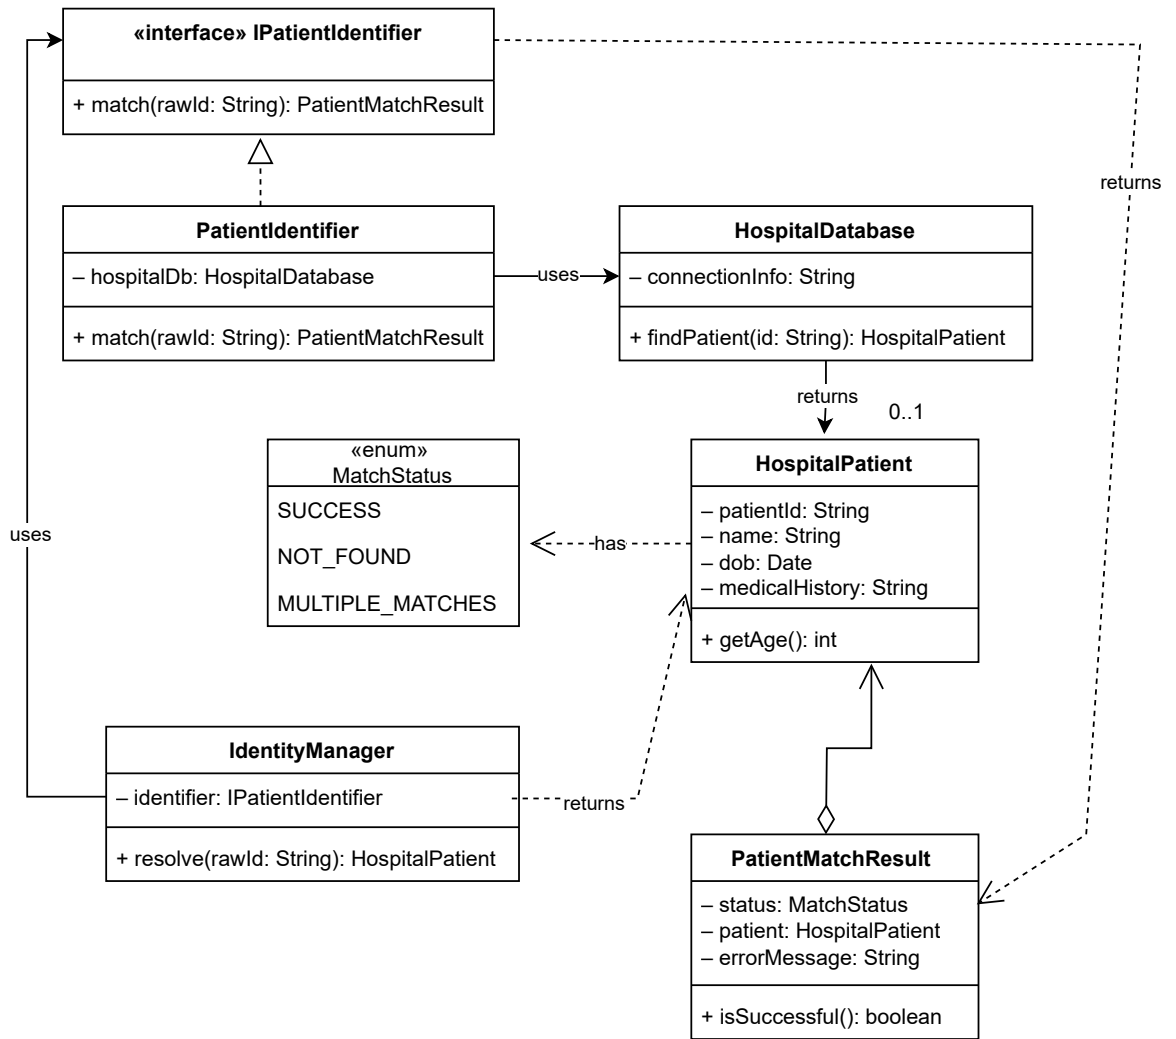 «interface» IPatientIdentifier
+ match(rawId: String): PatientMatchResult
returns
PatientIdentifier
– hospitalDb: HospitalDatabase
+ match(rawId: String): PatientMatchResult
uses
HospitalDatabase
– connectionInfo: String
+ findPatient(id: String): HospitalPatient
returns
0..1
«enum»
MatchStatus
SUCCESS
NOT_FOUND
MULTIPLE_MATCHES
has
HospitalPatient
– patientId: String
– name: String
– dob: Date
– medicalHistory: String
+ getAge(): int
uses
IdentityManager
– identifier: IPatientIdentifier
+ resolve(rawId: String): HospitalPatient
returns
PatientMatchResult
– status: MatchStatus
– patient: HospitalPatient
– errorMessage: String
+ isSuccessful(): boolean